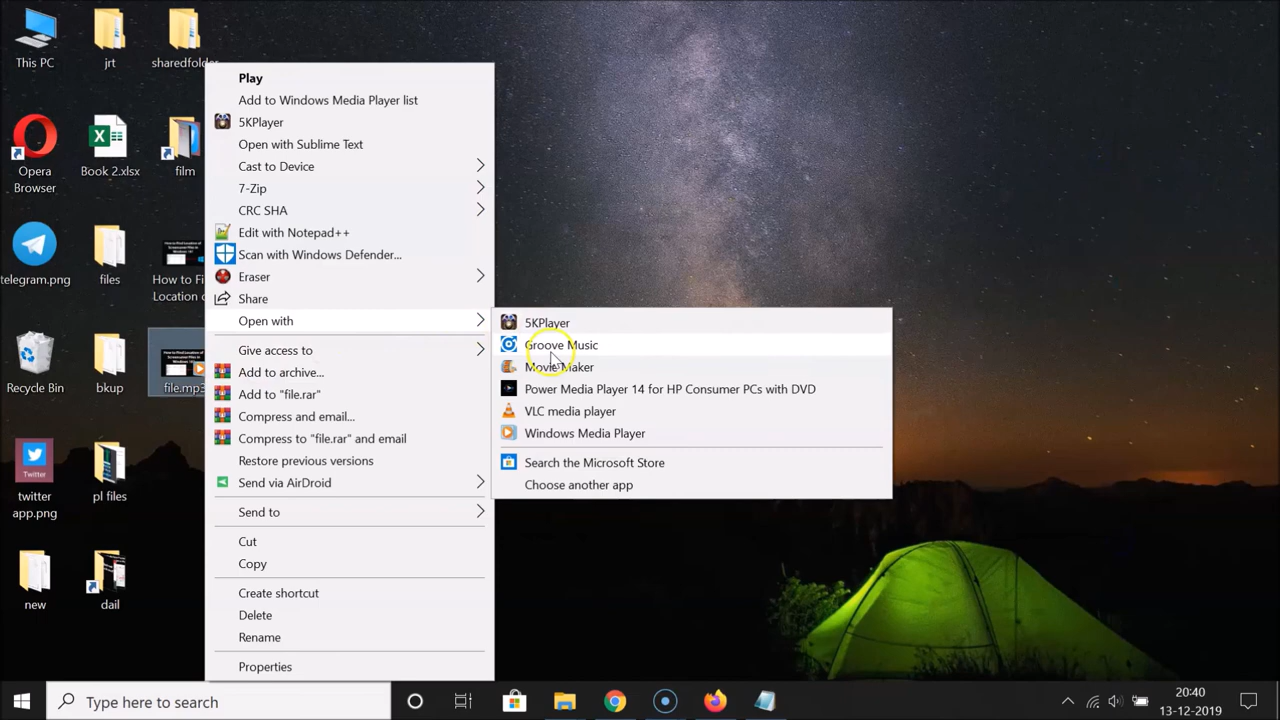 This PC
jrt
sharedfolder
Opera
Browser
Book 2.xlsx
film
telegram.png
files
How to Fi
Location o
Recycle Bin
bkup
file.mp3
Twitter
twitter
app.png
pl files
new
dail
Play
Add to Windows Media Player list
5KPlayer
Open with Sublime Text
Cast to Device
7-Zip
CRC SHA
Edit with Notepad++
Scan with Windows Defender...
Eraser
Share
Open with
Give access to
Add to archive...
Add to "file.rar"
Compress and email...
Compress to "file.rar" and email
Restore previous versions
Send via AirDroid
Send to
Cut
Copy
Create shortcut
Delete
Rename
Properties
5KPlayer
Groove Music
Movie Maker
Power Media Player 14 for HP Consumer PCs with DVD
VLC media player
Windows Media Player
Search the Microsoft Store
Choose another app
Type here to search
20:40
13-12-2019